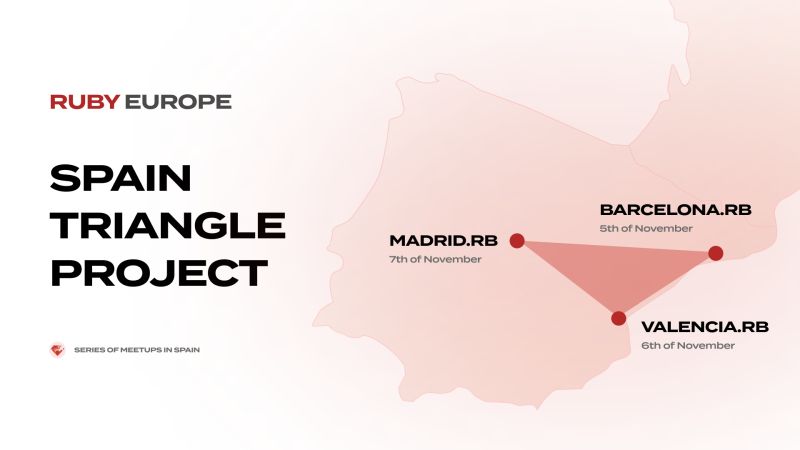 RUBY EUROPE
SPAIN
TRIANGLE
PROJECT
SERIES OF MEETUPS IN SPAIN
BARCELONA.RB
5th of November
MADRID.RB
7th of November
VALENCIA.RB
6th of November